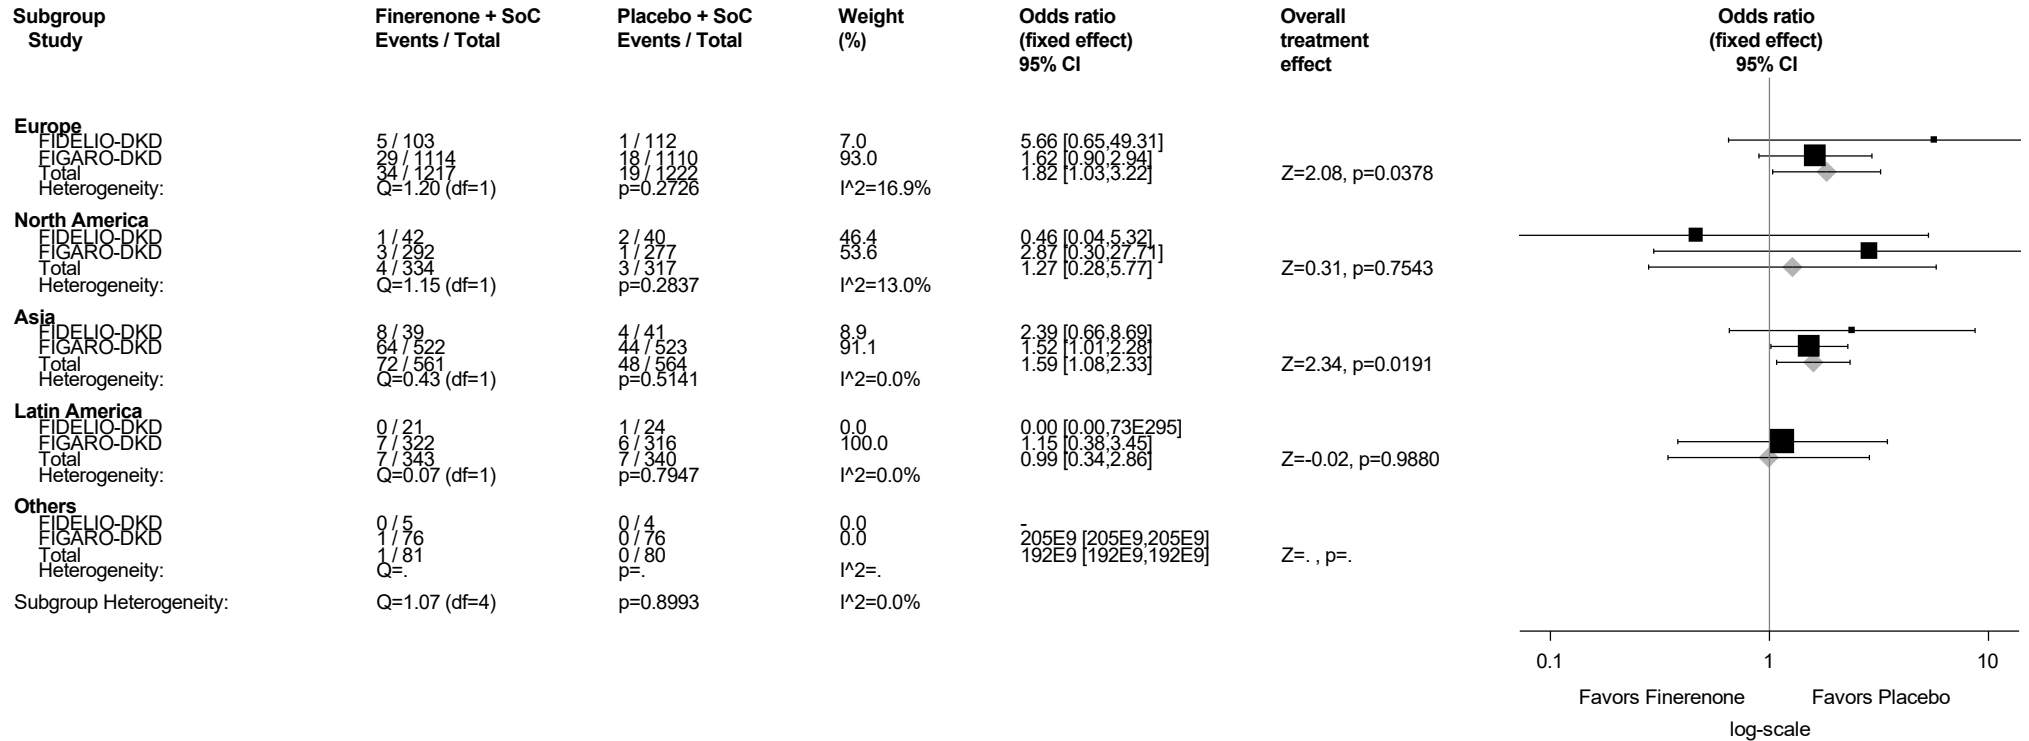 Subgroup Finerenone + SoC Placebo + SoC Weight Odds ratio Overall Odds ratio
Study Events / Total Events / Total (%) (fixed effect) treatment (fixed effect)
95% CI effect 95% CI
Europe
FIDELIO-DKD 5 / 103 1 / 112 7.0 5.66 [0.65,49.31]
FIGARO-DKD 29 / 1114 18 / 1110 93.0 1.62 [0.90,2.94]
Total 34 / 1217 19 / 1222 1.82 [1.03,3.22] Z=2.08, p=0.0378
Heterogeneity: Q=1.20 (df=1) p=0.2726 I^2=16.9%
North America
FIDELIO-DKD 1 / 42 2 / 40 46.4 0.46 [0.04,5.32]
FIGARO-DKD 3 / 292 1 / 277 53.6 2.87 [0.30,27.71]
Total 4 / 334 3 / 317 1.27 [0.28,5.77] Z=0.31, p=0.7543
Heterogeneity: Q=1.15 (df=1) p=0.2837 I^2=13.0%
Asia
FIDELIO-DKD 8 / 39 4 / 41 8.9 2.39 [0.66,8.69]
FIGARO-DKD 64 / 522 44 / 523 91.1 1.52 [1.01,2.28]
Total 72 / 561 48 / 564 1.59 [1.08,2.33] Z=2.34, p=0.0191
Heterogeneity: Q=0.43 (df=1) p=0.5141 I^2=0.0%
Latin America
FIDELIO-DKD 0 / 21 1 / 24 0.0 0.00 [0.00,73E295]
FIGARO-DKD 7 / 322 6 / 316 100.0 1.15 [0.38,3.45]
Total 7 / 343 7 / 340 0.99 [0.34,2.86] Z=-0.02, p=0.9880
Heterogeneity: Q=0.07 (df=1) p=0.7947 I^2=0.0%
Others
FIDELIO-DKD 0 / 5 0 / 4 0.0 -
FIGARO-DKD 1 / 76 0 / 76 0.0 205E9 [205E9,205E9]
Total 1 / 81 0 / 80 192E9 [192E9,192E9] Z=. , p=.
Heterogeneity: Q=. p=. I^2=.
Subgroup Heterogeneity: Q=1.07 (df=4) p=0.8993 I^2=0.0%
0.1 1 10
Favors Finerenone Favors Placebo
log-scale